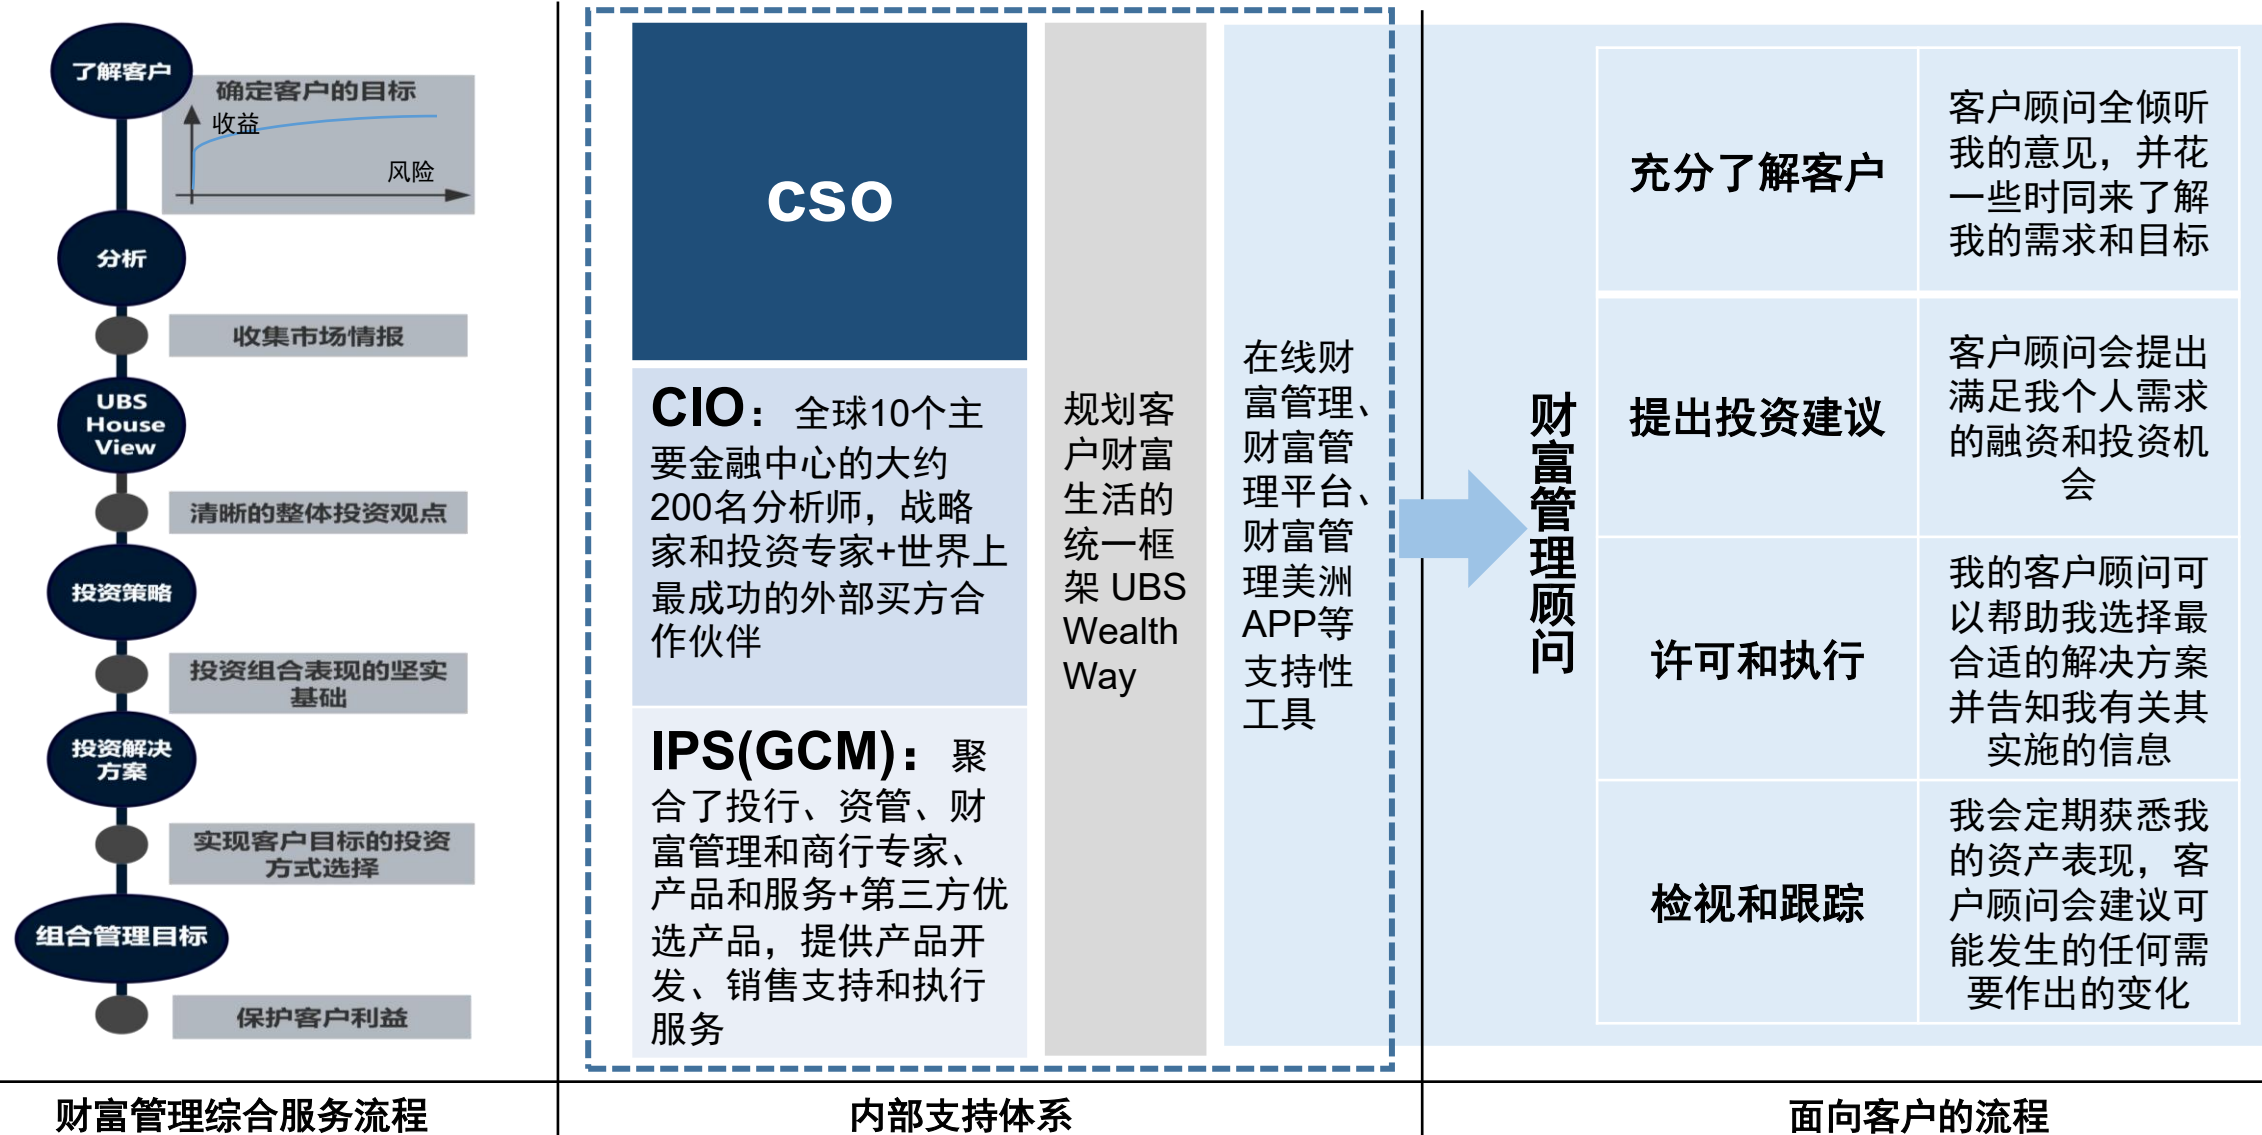 了解客户
确定客户的目标
收益
风险
分析
收集市场情报
UBS
House
View
清晰的整体投资观点
投资策略
投资组合表现的坚实
基础
投资解决
方案
实现客户目标的投资
方式选择
组合管理目标
保护客户利益
财富管理综合服务流程
cso
CIO：全球10个主
要金融中心的大约
200名分析师，战略
家和投资专家+世界上
最成功的外部买方合
作伙伴
IPS(GCM)：聚
合了投行、资管、财
富管理和商行专家、
产品和服务+第三方优
选产品，提供产品开
发、销售支持和执行
服务
规划客
户财富
生活的
统一框
架 UBS
Wealth
Way
在线财
富管理、
财富管
理平台、
财富管
理美洲
APP等
支持性
工具
内部支持体系
财富管理顾问
充分了解客户
客户顾问全倾听
我的意见，并花
一些时同来了解
我的需求和目标
提出投资建议
客户顾问会提出
满足我个人需求
的融资和投资机
会
许可和执行
我的客户顾问可
以帮助我选择最
合适的解决方案
并告知我有关其
实施的信息
检视和跟踪
我会定期获悉我
的资产表现，客
户顾问会建议可
能发生的任何需
要作出的变化
面向客户的流程